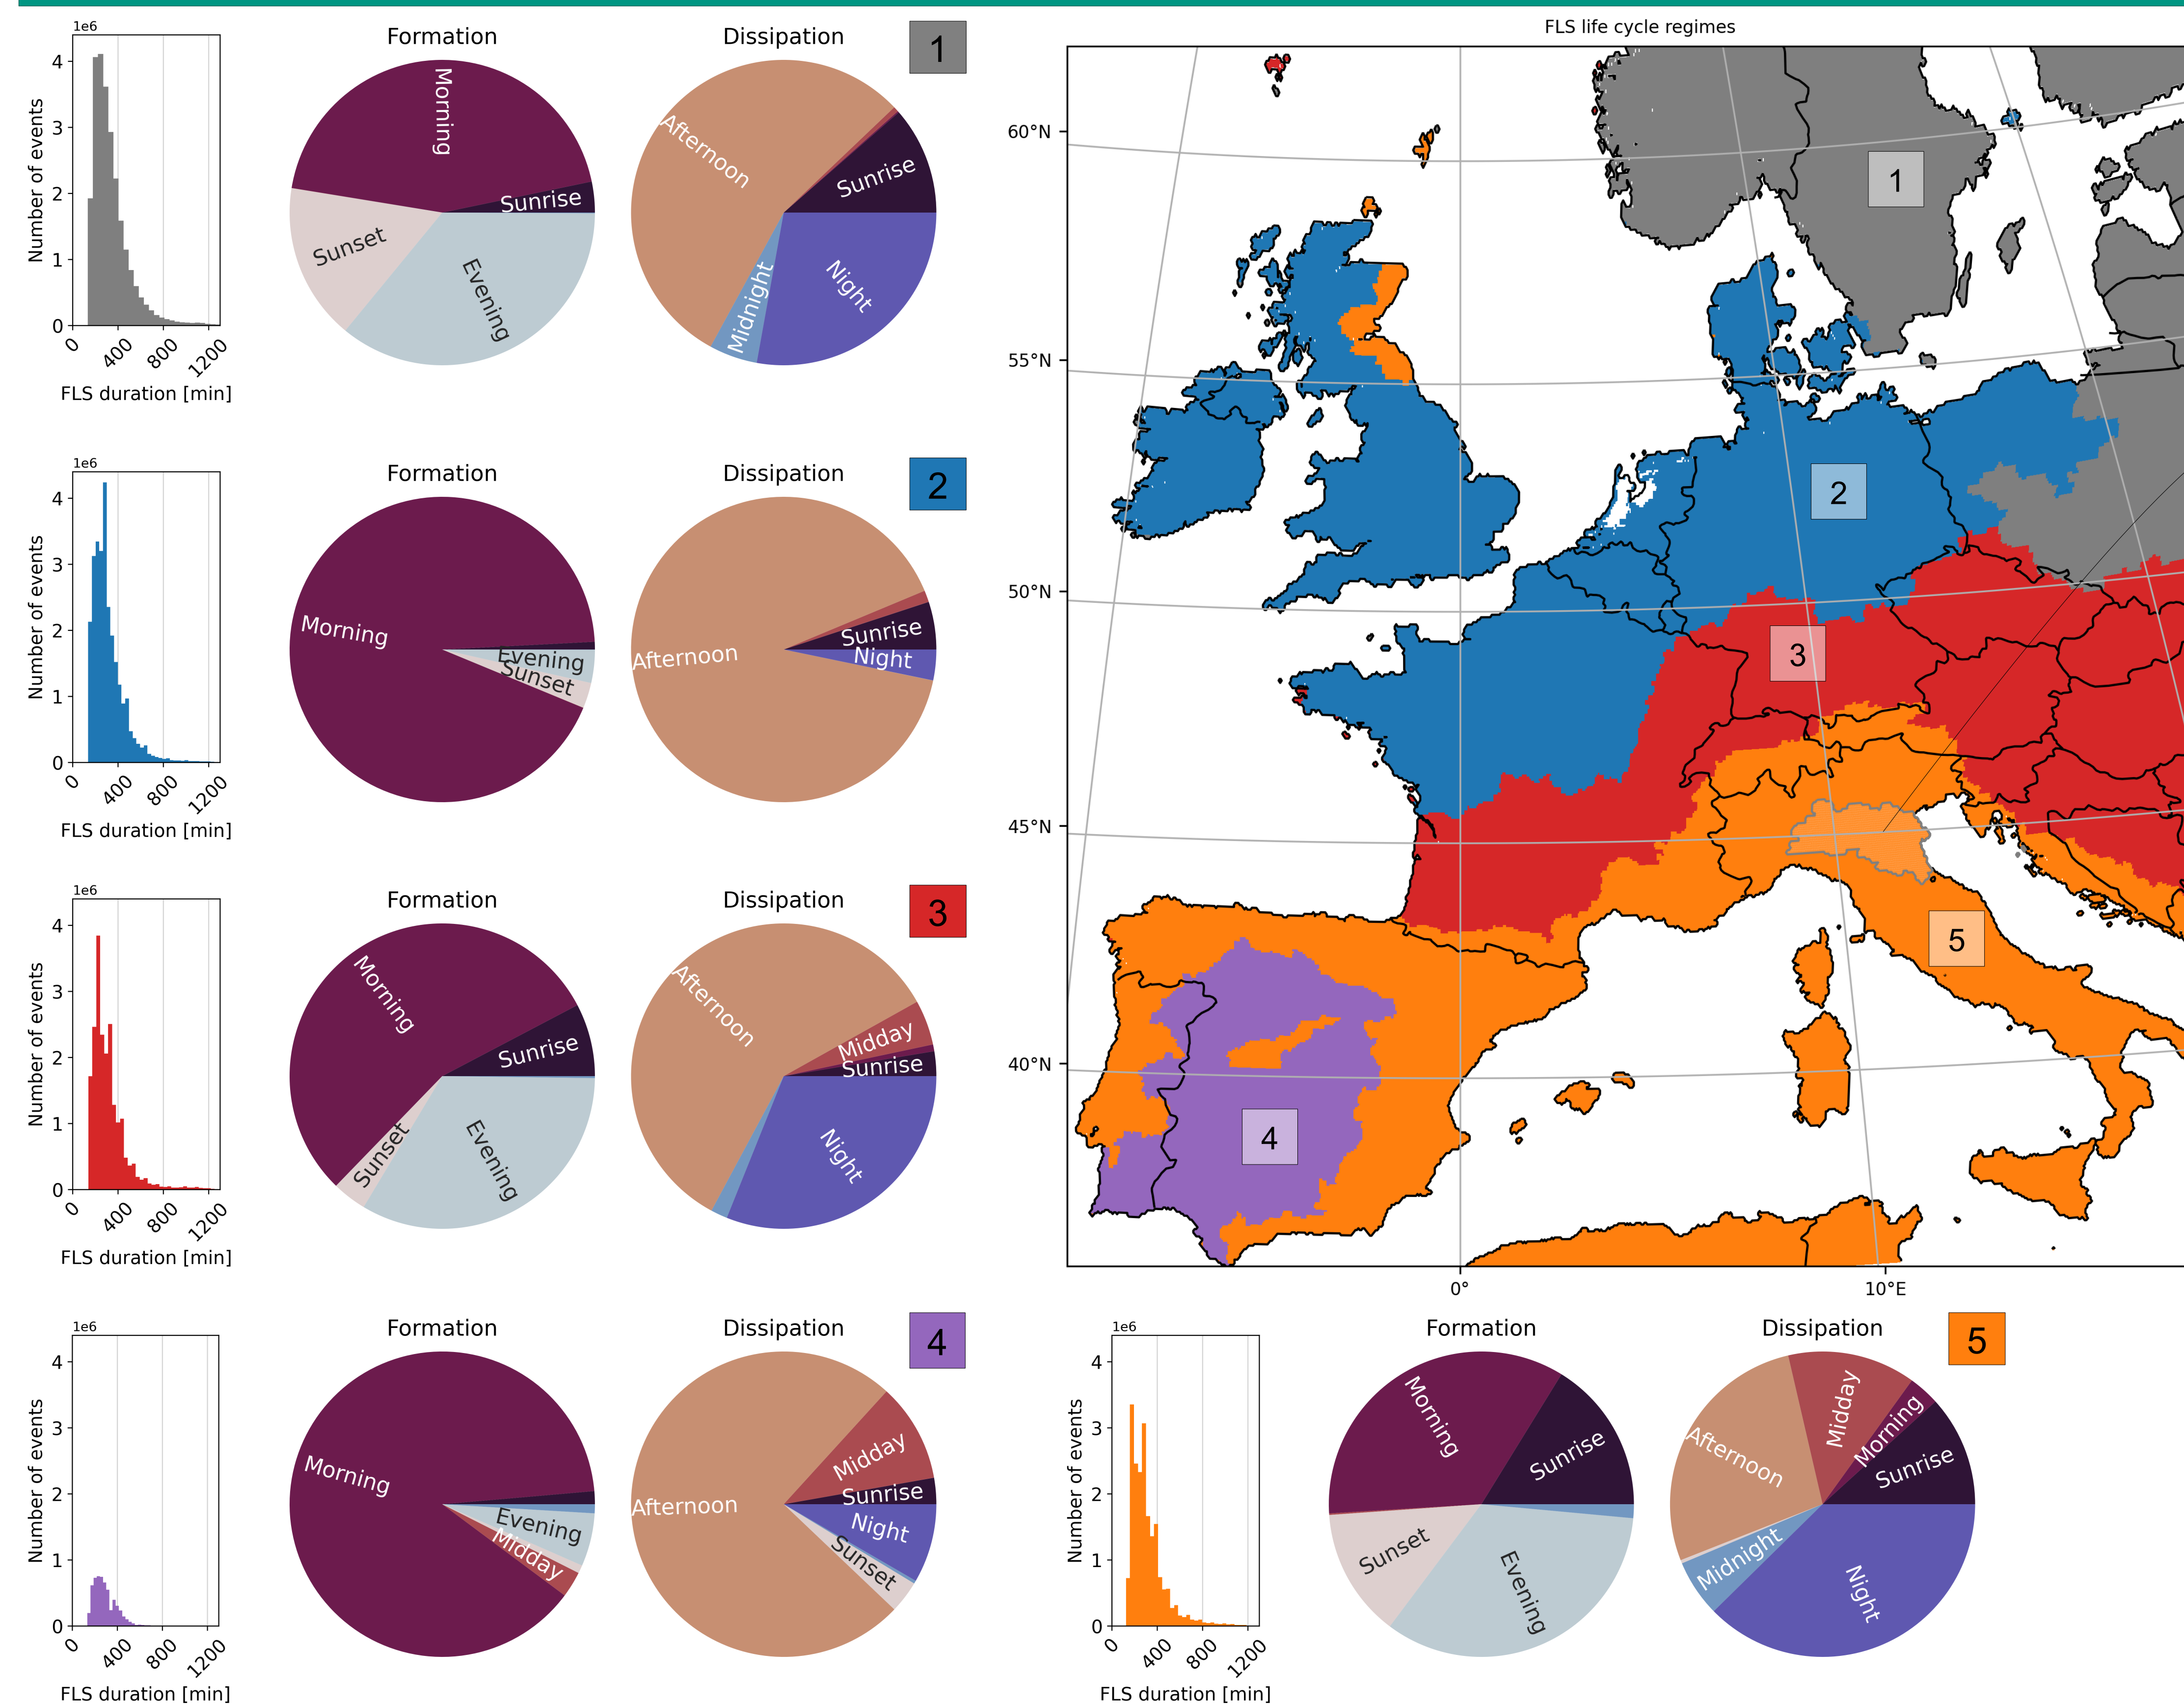 1e6
Number of events
4
3
2
1
0
0
400
800
1200
FLS duration [min]
Formation
Morning
Sunrise
Sunset
Evening
Dissipation
Afternoon
Sunrise
Midnight
Night
1
1e6
Number of events
4
3
2
1
0
0
400
800
1200
FLS duration [min]
Formation
Morning
Evening
Sunset
Dissipation
Afternoon
Sunrise
Night
2
1e6
Number of events
4
3
2
1
0
0
400
800
1200
FLS duration [min]
Formation
Morning
Sunrise
Sunset
Evening
Dissipation
Afternoon
Midday
Sunrise
Night
3
1e6
Number of events
4
3
2
1
0
0
400
800
1200
FLS duration [min]
Formation
Morning
Evening
Midday
Dissipation
Afternoon
Midday
Sunrise
Night
Sunset
4
FLS life cycle regimes
60°N
55°N
50°N
45°N
40°N
0°
10°E
1
2
3
4
5
1e6
Number of events
4
3
2
1
0
0
400
800
1200
FLS duration [min]
Formation
Morning
Sunrise
Sunset
Evening
Dissipation
Afternoon
Midday
Morning
Sunrise
Midnight
Night
5